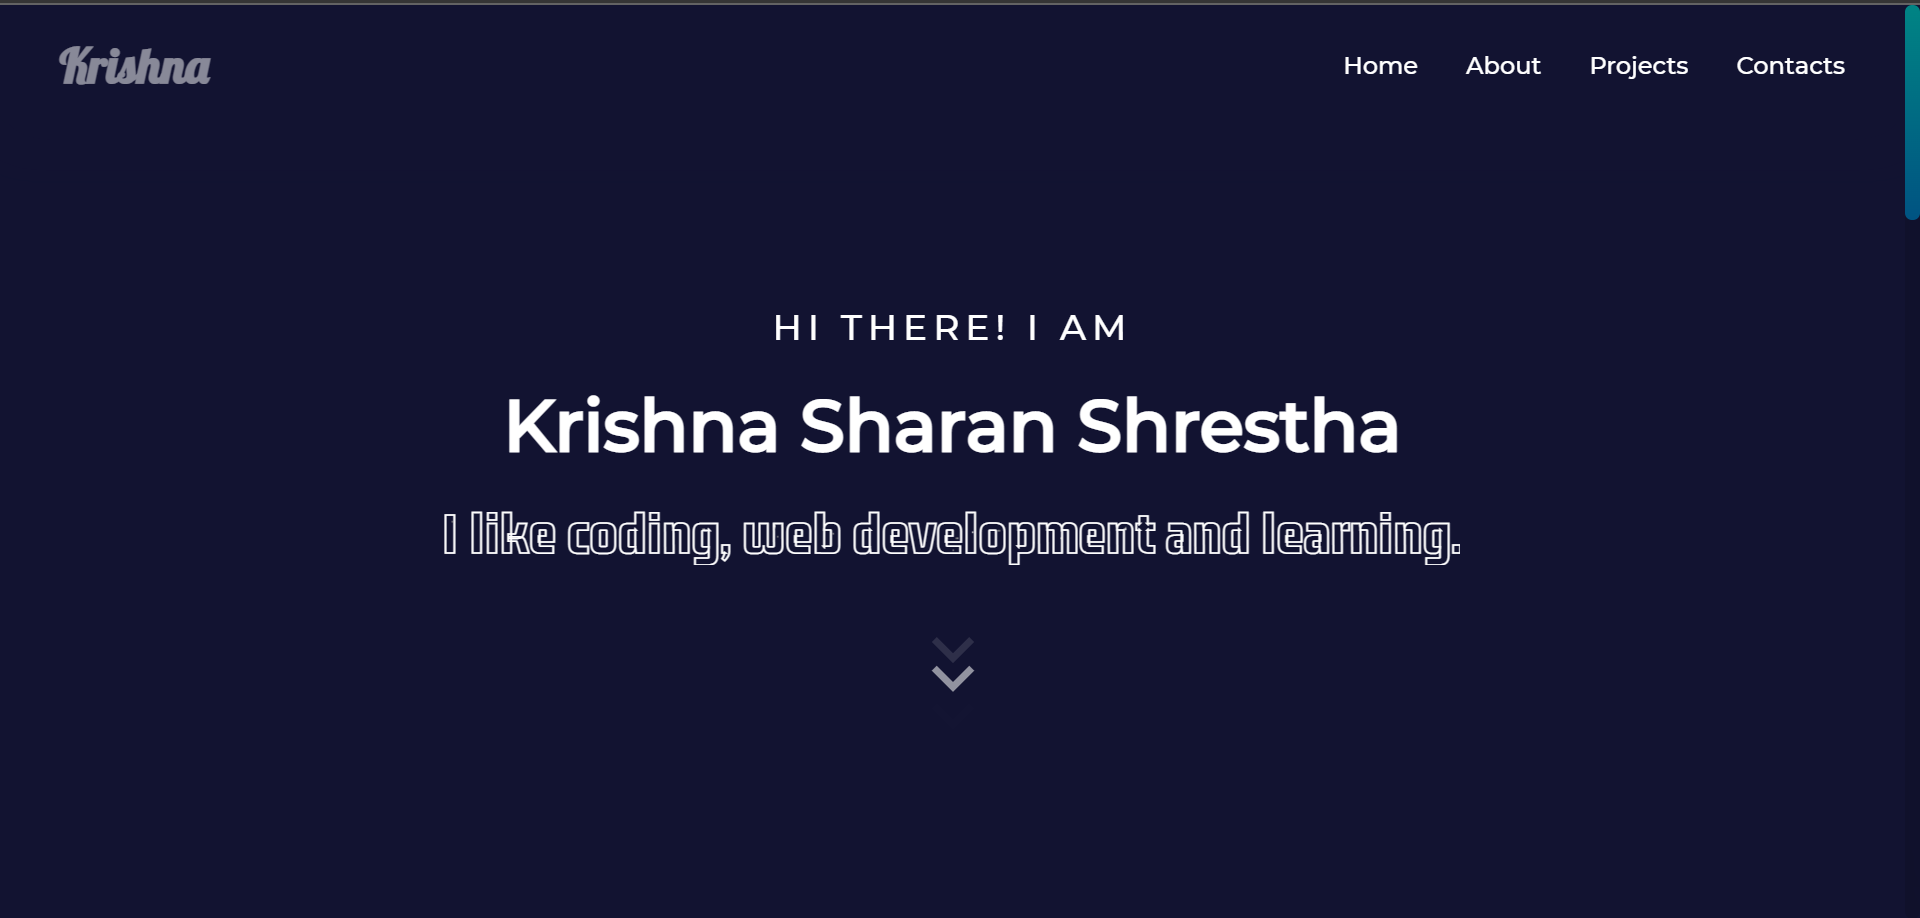 Krishna
Home About Projects Contacts
HI THERE! I AM
Krishna Sharan Shrestha
I like coding, web development and learning.